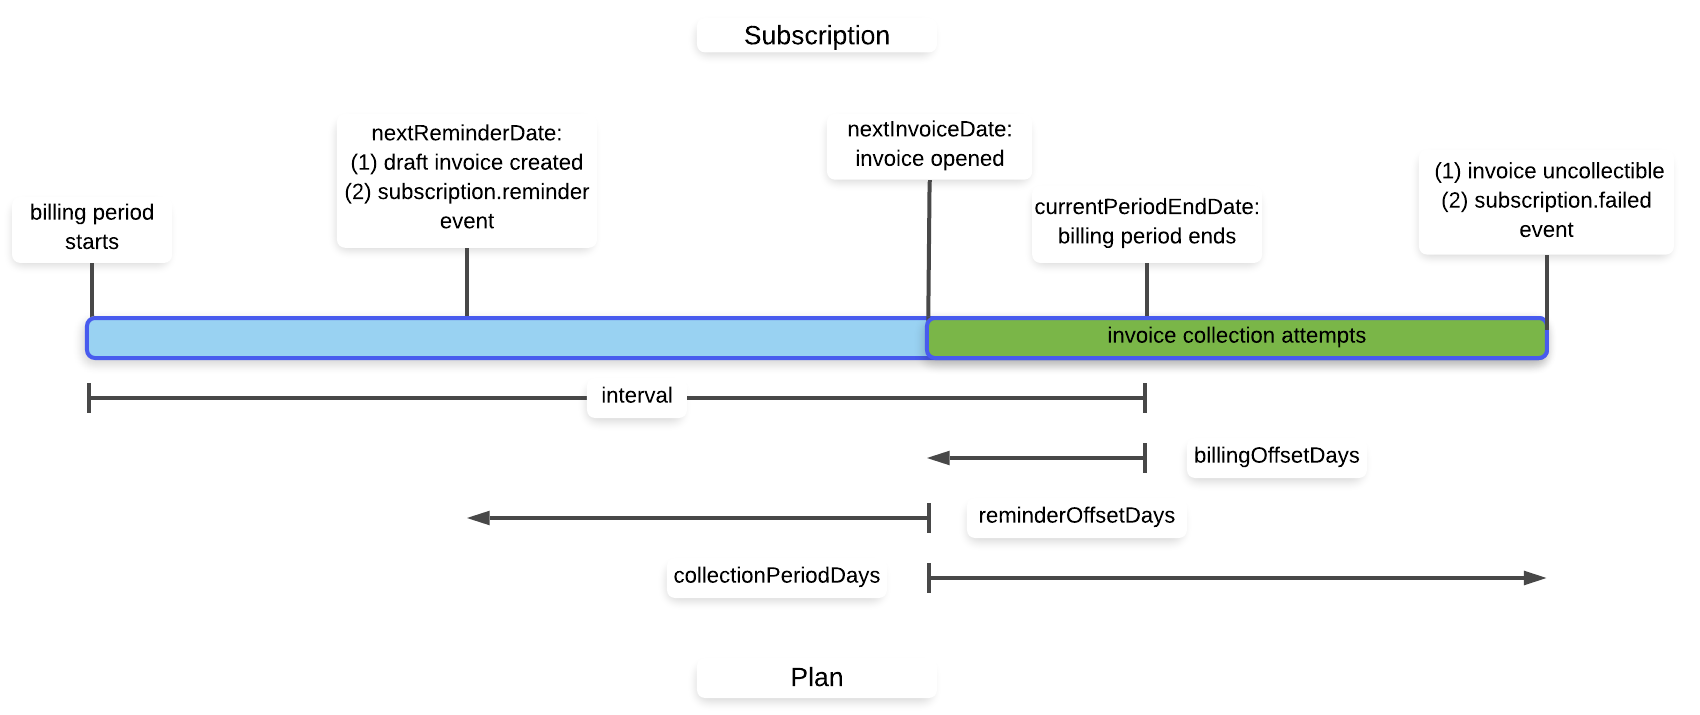 Subscription
billing period
starts
nextReminderDate:
(1) draft invoice created
(2) subscription.reminder
event
nextInvoiceDate:
invoice opened
currentPeriodEndDate:
billing period ends
(1) invoice uncollectible
(2) subscription.failed
event
invoice collection attempts
interval
billingOffsetDays
reminderOffsetDays
collectionPeriodDays
Plan